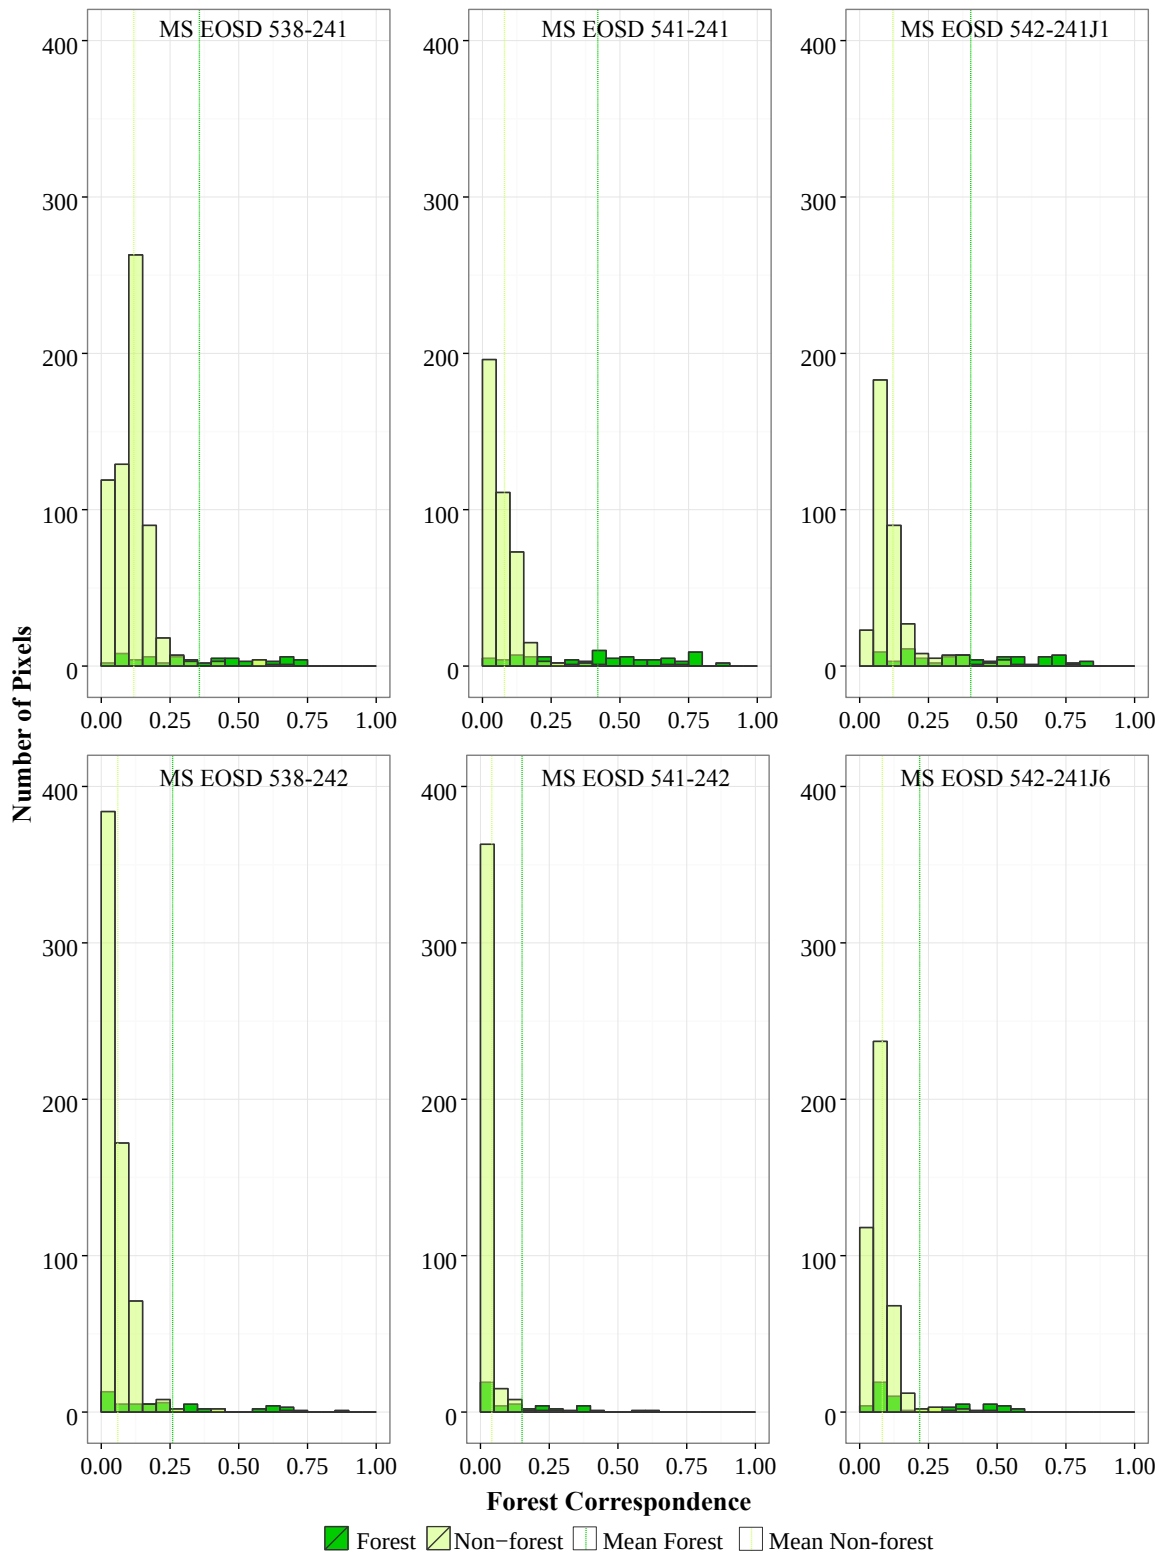 MS EOSD 538-241
MS EOSD 541-241
MS EOSD 542-241J1
400
300
200
100
0
400
300
200
100
0
400
300
200
100
0
0.00 0.25 0.50 0.75 1.00
0.00 0.25 0.50 0.75 1.00
0.00 0.25 0.50 0.75 1.00
Number of Pixels
MS EOSD 538-242
MS EOSD 541-242
MS EOSD 542-241J6
400
300
200
100
0
400
300
200
100
0
400
300
200
100
0
0.00 0.25 0.50 0.75 1.00
0.00 0.25 0.50 0.75 1.00
0.00 0.25 0.50 0.75 1.00
Forest Correspondence
Forest Non−forest Mean Forest Mean Non-forest